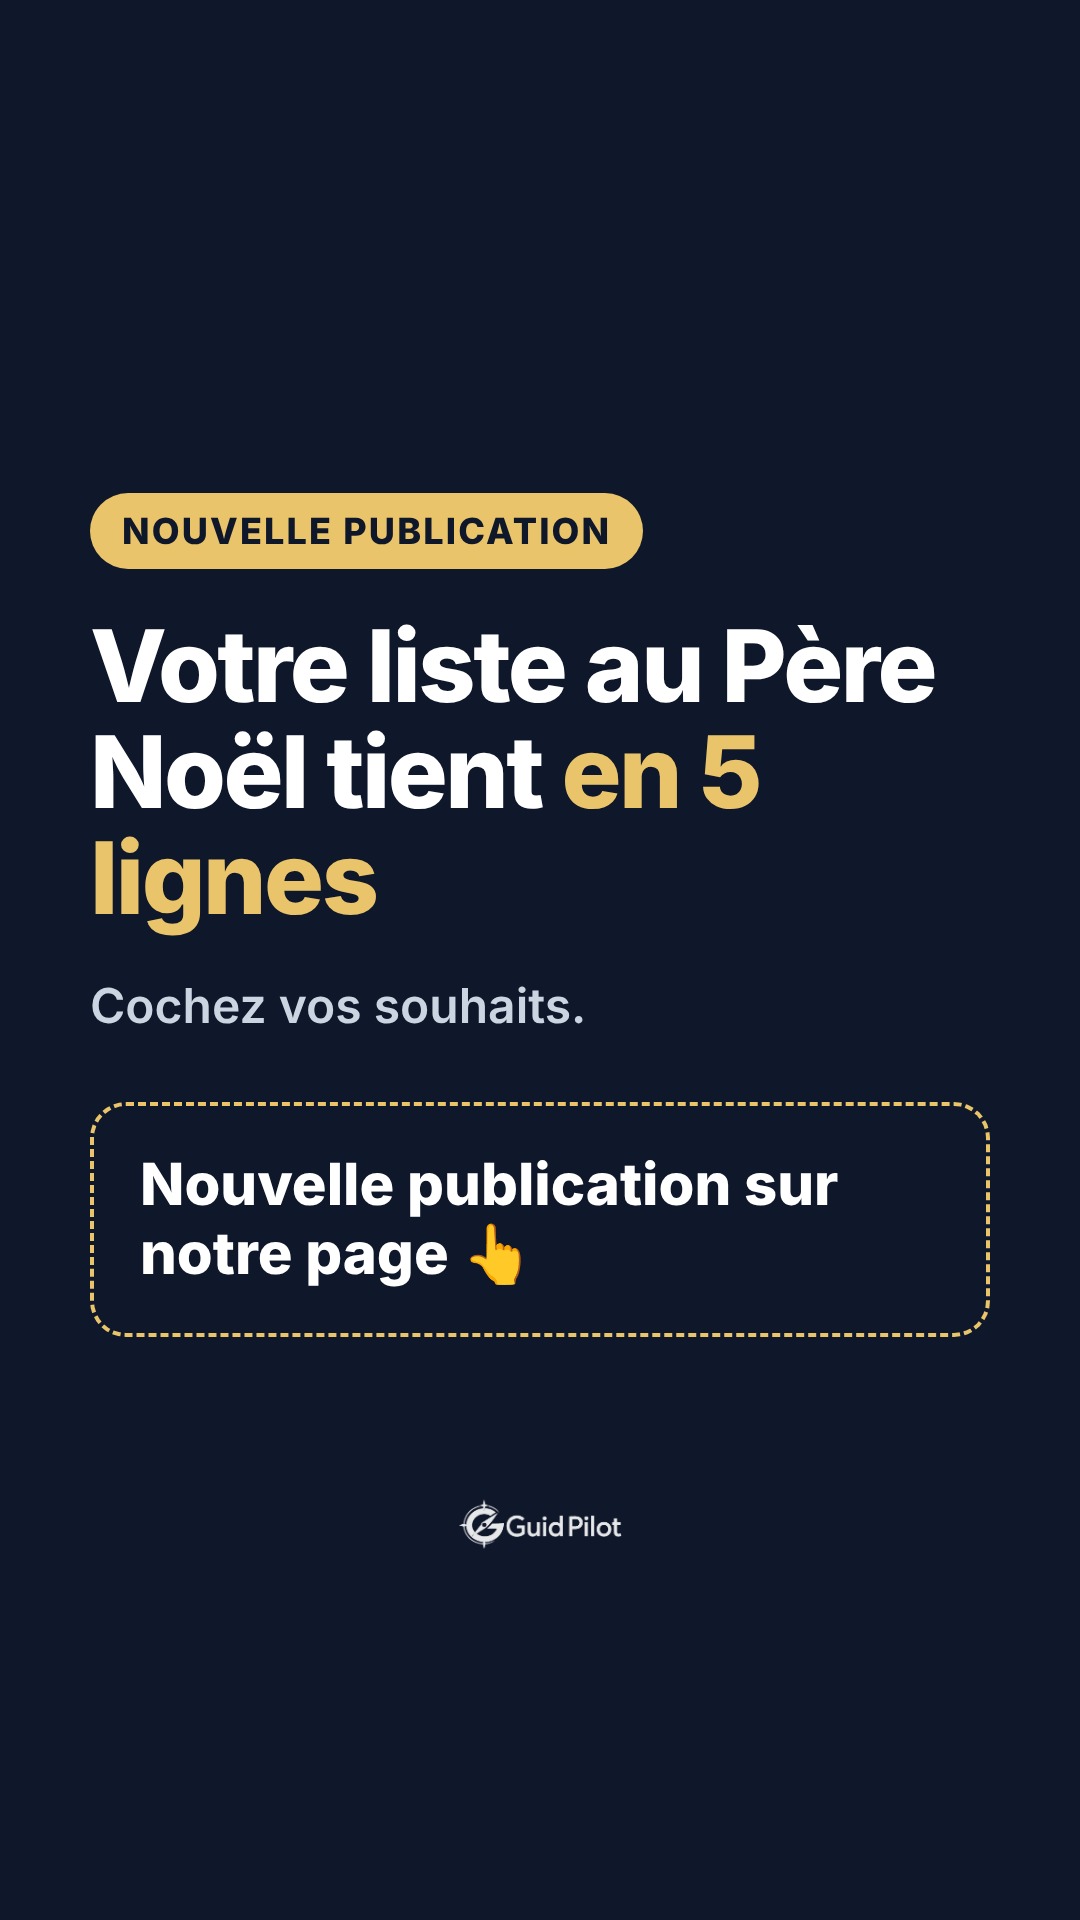 NOUVELLE PUBLICATION
Votre liste au Père
Noël tient en 5
lignes
Cochez vos souhaits.
Nouvelle publication sur
notre page 👆
GuidPilot